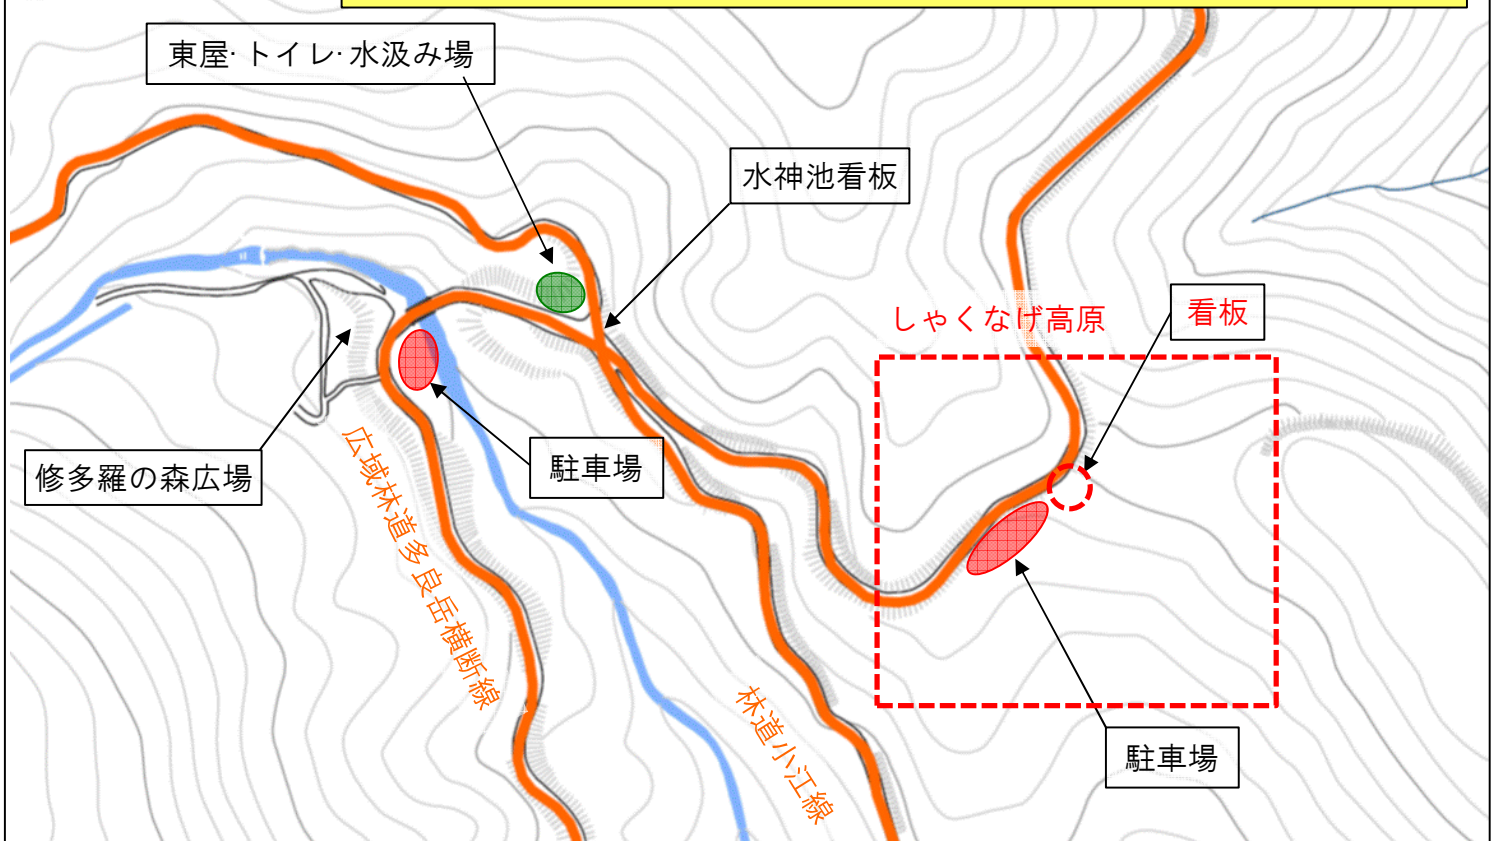 東屋・トイレ・水汲み場
水神池看板
しゃくなげ高原
看板
修多羅の森広場
駐車場
広域林道多良岳横断線
林道小江線
駐車場